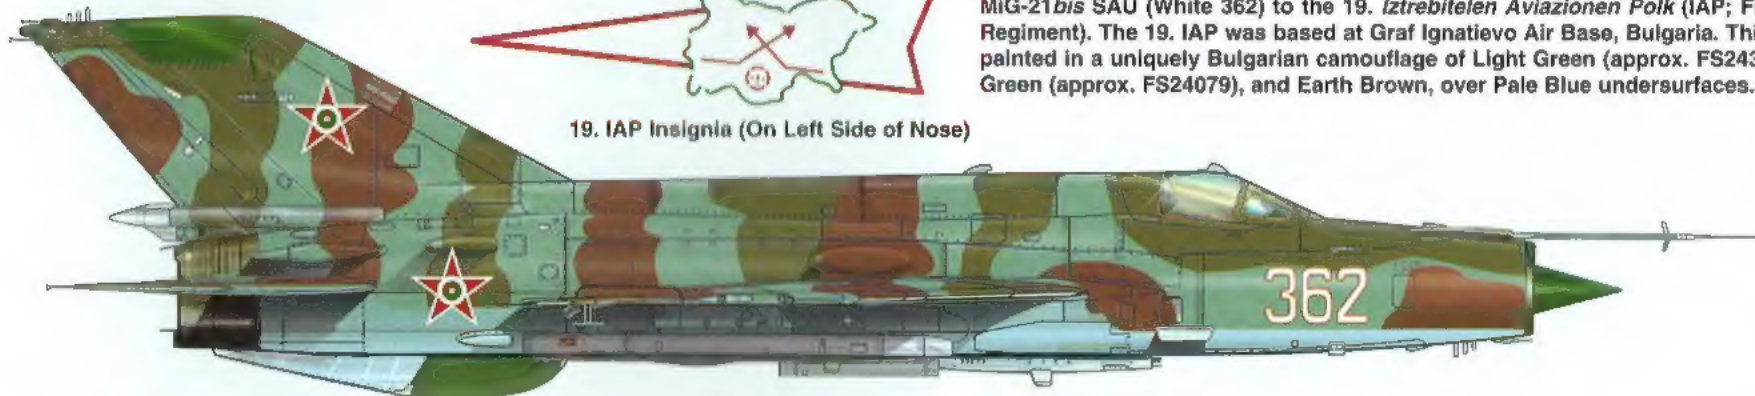 MiG-21bis SAU (White 362) to the 19. Iztrebitelen Aviazionen Polk (IAP;
Regiment). The 19. IAP was based at Graf Ignatievo Air Base, Bulgaria.
painted in a uniquely Bulgarian camouflage of Light Green (approx.
Green (approx. FS24079), and Earth Brown, over Pale Blue undersurfaces.
19. IAP Insignia (On Left Side of Nose)
362